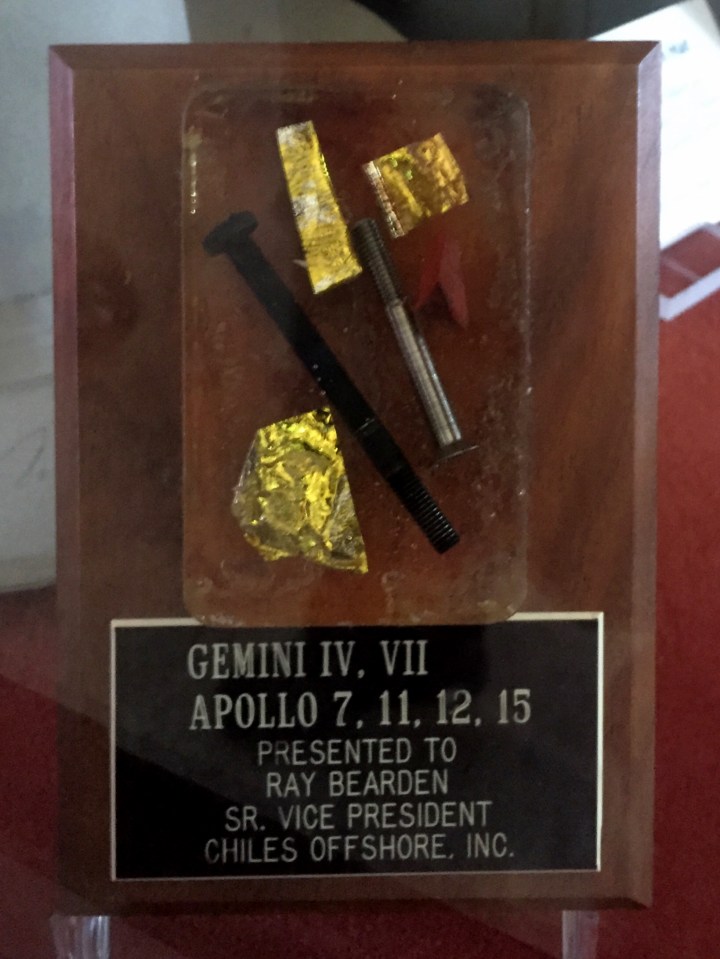 GEMINI IV, VII
APOLLO 7, 11, 12, 15
PRESENTED TO
RAY BEARDEN
SR. VICE PRESIDENT
CHILES OFFSHORE, INC.